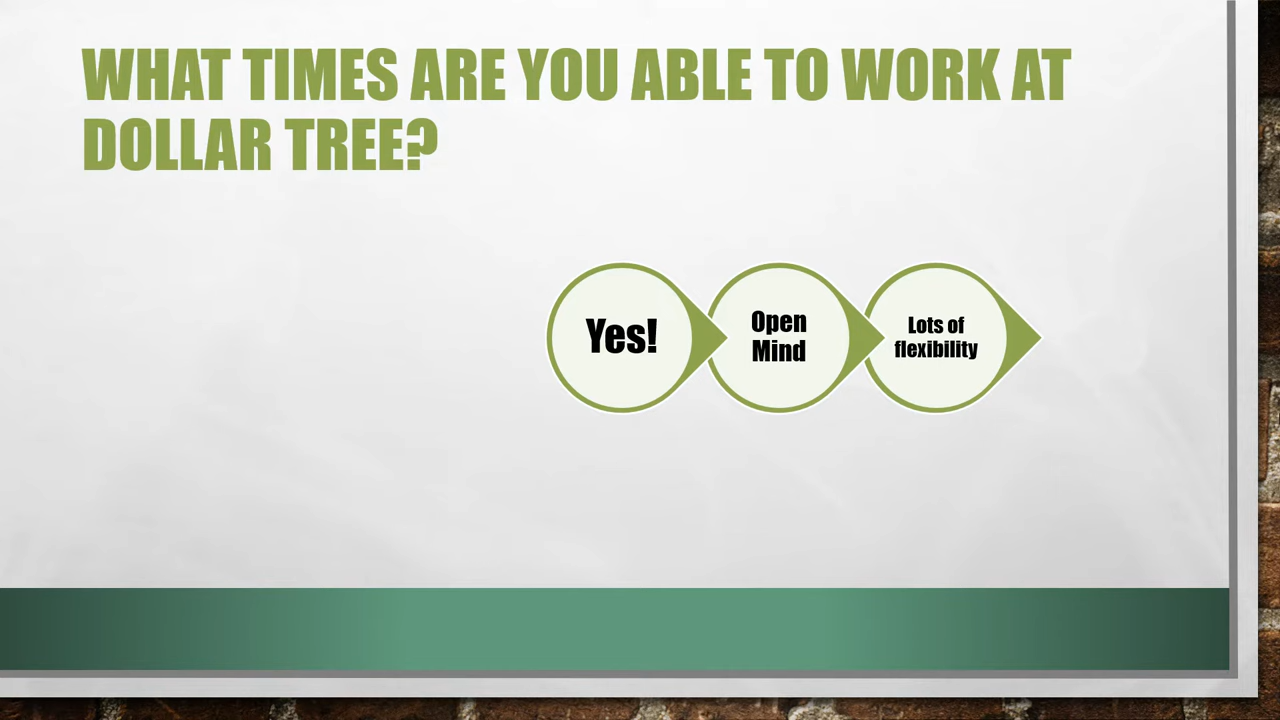 WHAT TIMES ARE YOU ABLE TO WORK AT
DOLLAR TREE?
Yes!
Open
Mind
Lots of
flexibility